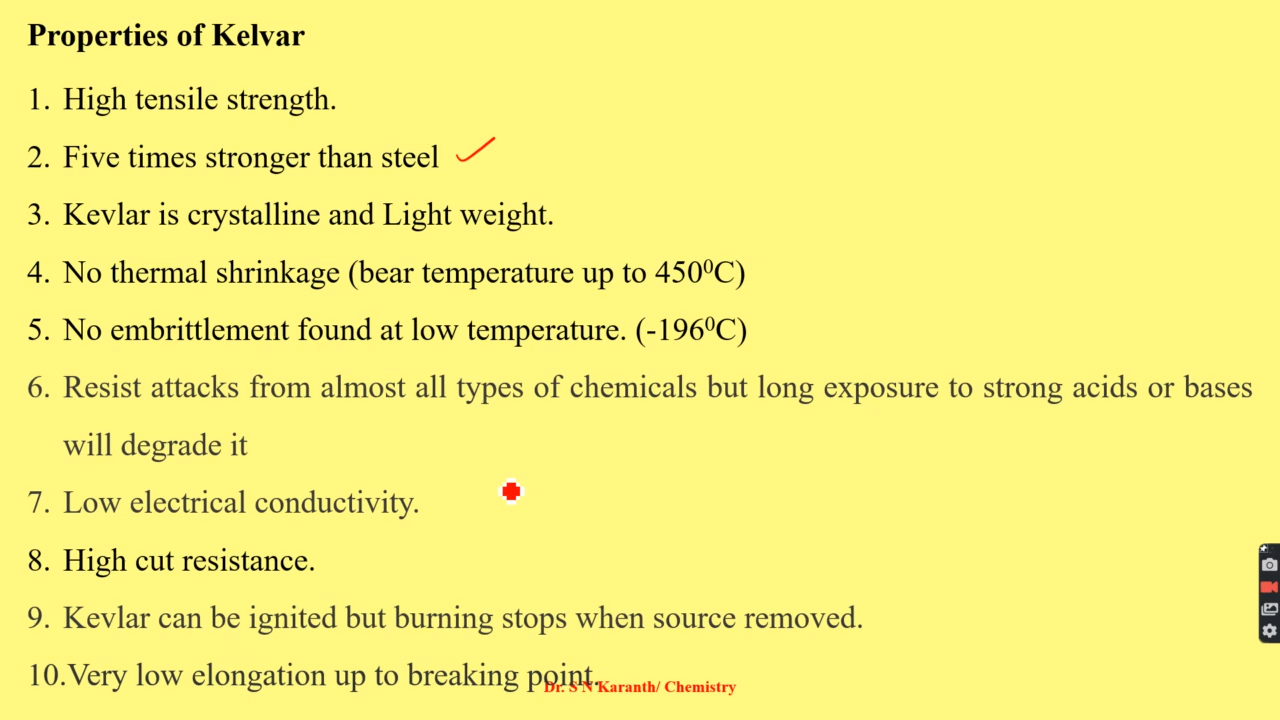 Properties of Kelvar
1. High tensile strength.
2. Five times stronger than steel
3. Kevlar is crystalline and Light weight.
4. No thermal shrinkage (bear temperature up to 450⁰C)
5. No embrittlement found at low temperature. (-196⁰C)
6. Resist attacks from almost all types of chemicals but long exposure to strong acids or bases
will degrade it
7. Low electrical conductivity.
8. High cut resistance.
9. Kevlar can be ignited but burning stops when source removed.
10.Very low elongation up to breaking point.
Dr. S N Karanth/ Chemistry